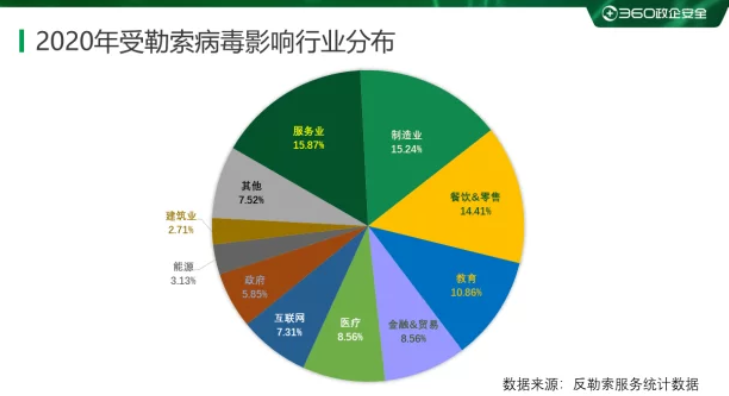 360政企安全
2020年受勒索病毒影响行业分布
服务业
15.87%
制造业
15.24%
餐饮&零售
14.41%
教育
10.86%
金融&贸易
8.56%
医疗
8.56%
互联网
7.31%
政府
5.85%
能源
3.13%
建筑业
2.71%
其他
7.52%
数据来源：反勒索服务统计数据